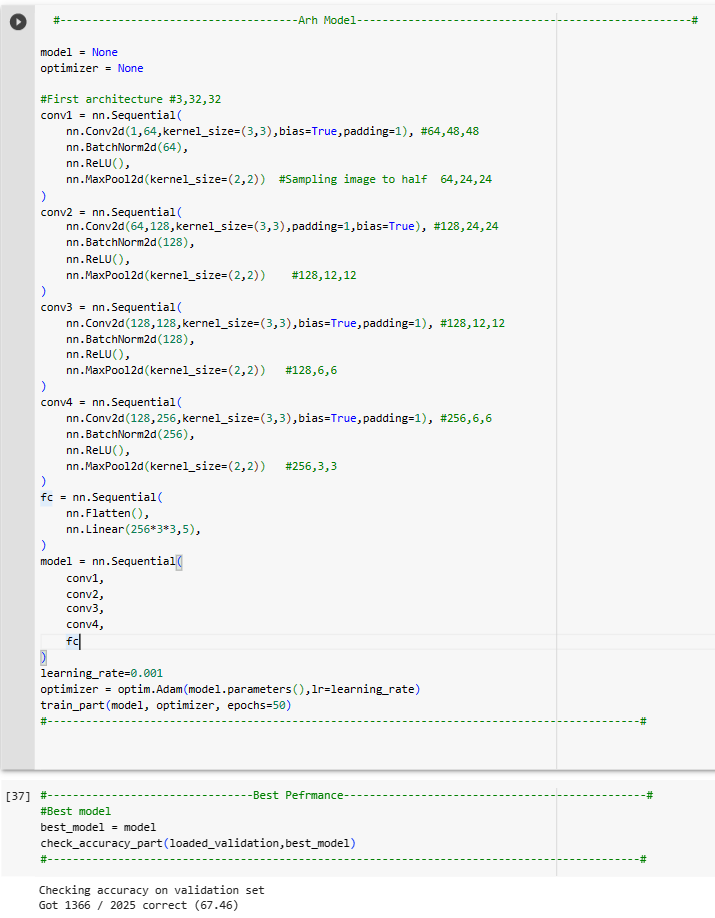 #------------------------------------Arh Model---------------------------------------------------#
model = None
optimizer = None
#First architecture #3,32,32
conv1 = nn.Sequential(
    nn.Conv2d(1,64,kernel_size=(3,3),bias=True,padding=1), #64,48,48
    nn.BatchNorm2d(64),
    nn.ReLU(),
    nn.MaxPool2d(kernel_size=(2,2))  #Sampling image to half  64,24,24
)
conv2 = nn.Sequential(
    nn.Conv2d(64,128,kernel_size=(3,3),padding=1,bias=True), #128,24,24
    nn.BatchNorm2d(128),
    nn.ReLU(),
    nn.MaxPool2d(kernel_size=(2,2))    #128,12,12
)
conv3 = nn.Sequential(
    nn.Conv2d(128,128,kernel_size=(3,3),bias=True,padding=1), #128,12,12
    nn.BatchNorm2d(128),
    nn.ReLU(),
    nn.MaxPool2d(kernel_size=(2,2))   #128,6,6
)
conv4 = nn.Sequential(
    nn.Conv2d(128,256,kernel_size=(3,3),bias=True,padding=1), #256,6,6
    nn.BatchNorm2d(256),
    nn.ReLU(),
    nn.MaxPool2d(kernel_size=(2,2))   #256,3,3
)
fc = nn.Sequential(
    nn.Flatten(),
    nn.Linear(256*3*3,5),
)
model = nn.Sequential(
    conv1,
    conv2,
    conv3,
    conv4,
    fc
)
learning_rate=0.001
optimizer = optim.Adam(model.parameters(),lr=learning_rate)
train_part(model, optimizer, epochs=50)
#------------------------------------------------------------------------------------------#
[37] #-------------------------------Best Pefrmance----------------------------------------------#
#Best model
best_model = model
check_accuracy_part(loaded_validation,best_model)
#------------------------------------------------------------------------------------------#
Checking accuracy on validation set
Got 1366 / 2025 correct (67.46)